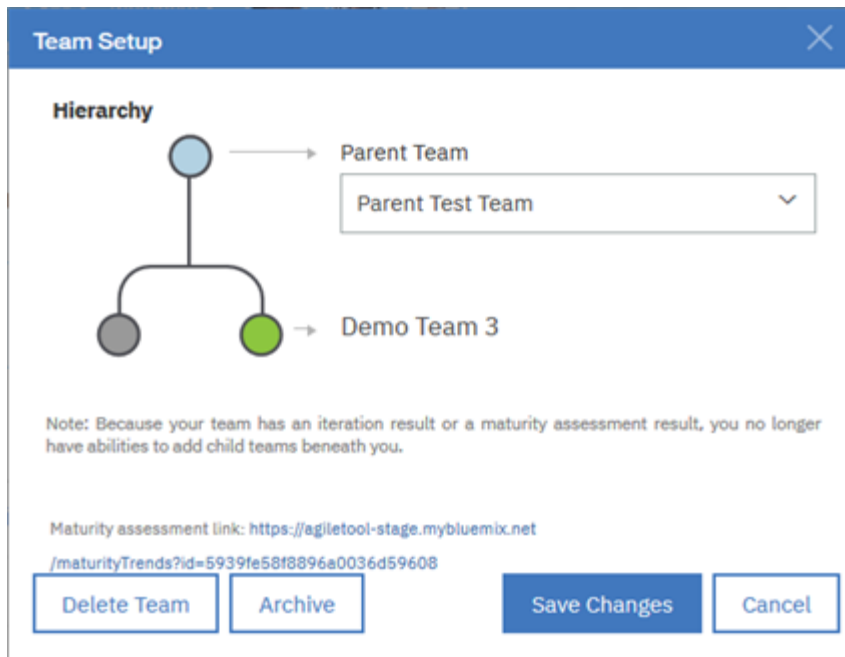 Team Setup
Hierarchy
Parent Team
Parent Test Team
Demo Team 3
Note: Because your team has an iteration result or a maturity assessment result, you no longer
have abilities to add child teams beneath you.
Maturity assessment link: https://agiletool-stage.mybluemix.net
/maturityTrends?id=5939fe58f8896a0036d59608
Delete Team Archive Save Changes Cancel